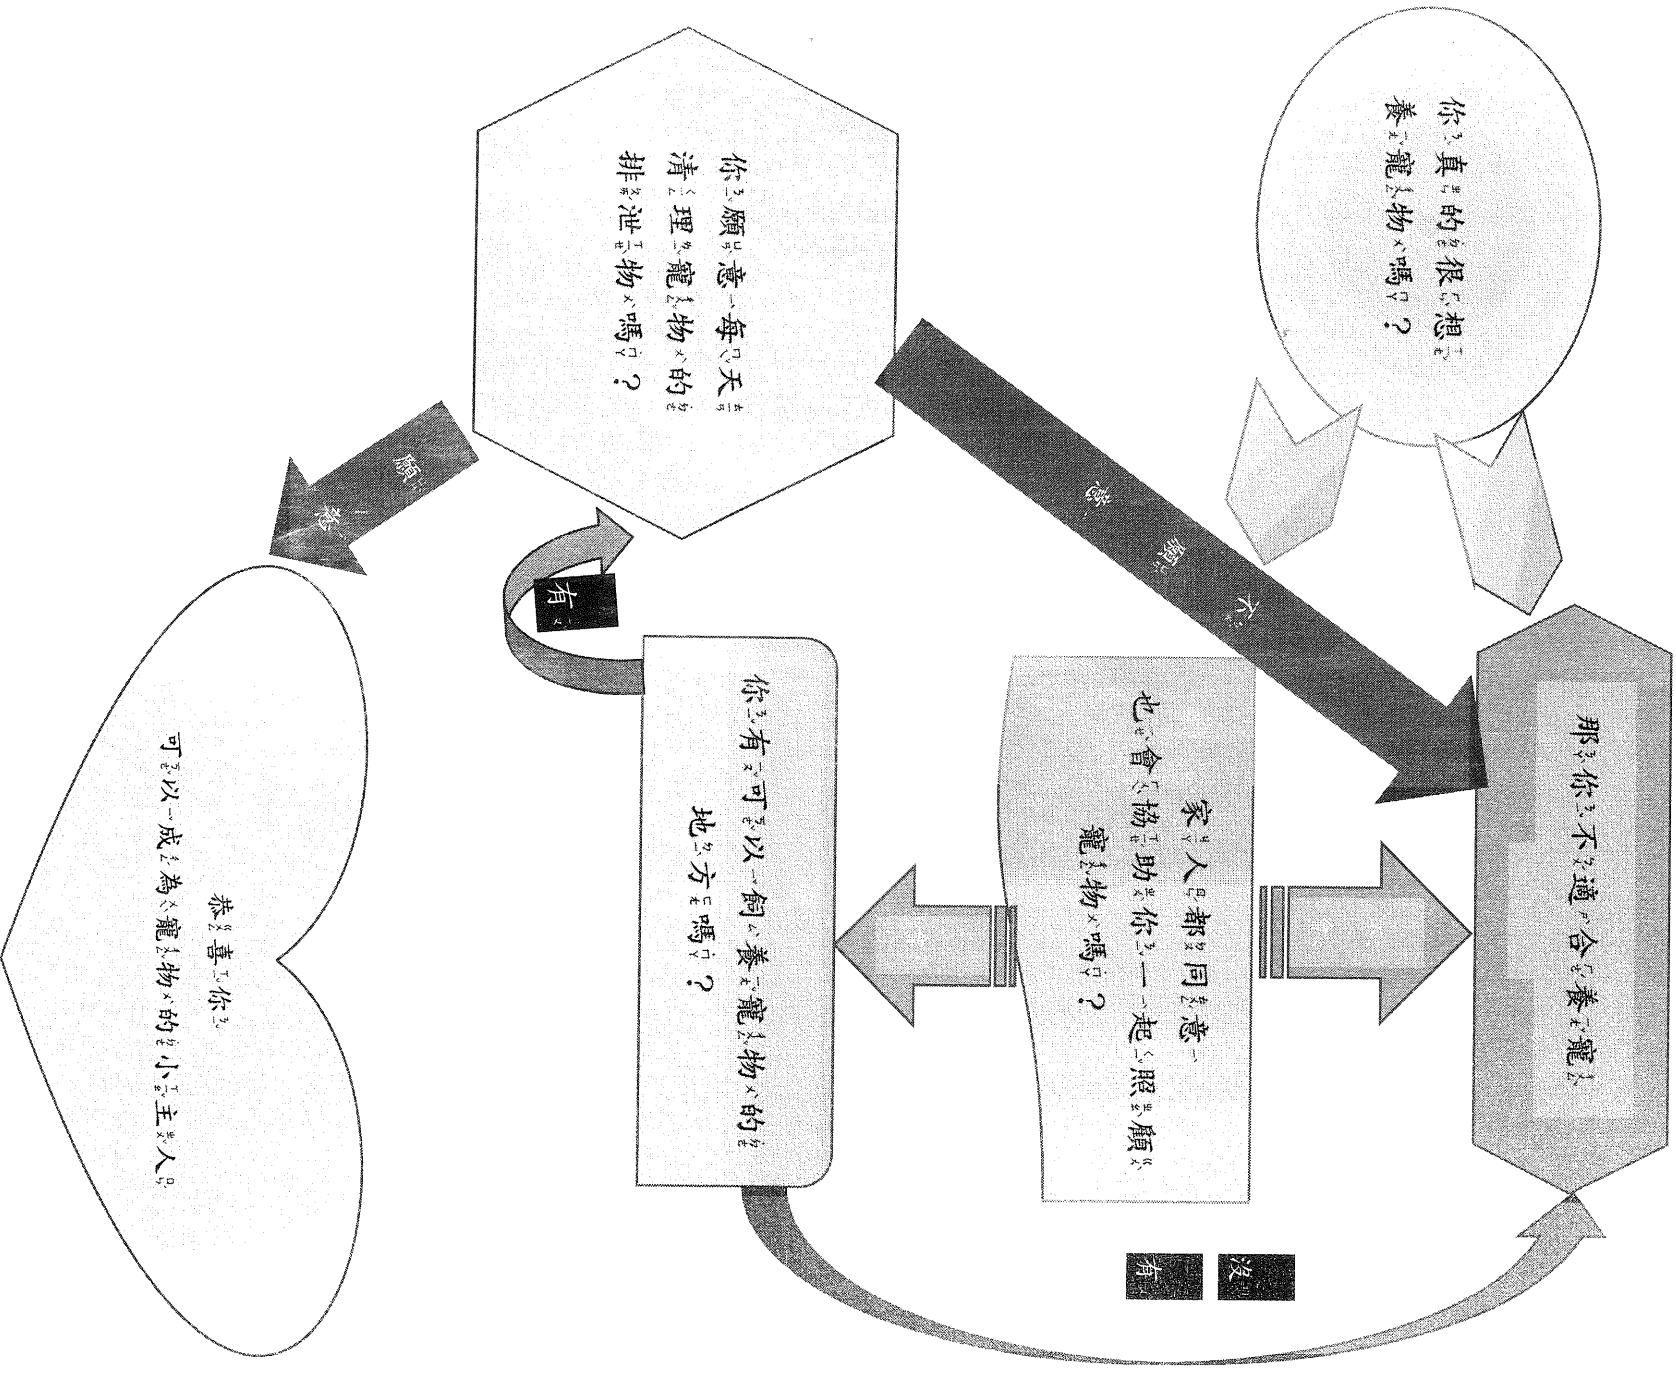 你真的很想
養寵物嗎？
那你不適合養寵
家人都同意
也會協助你一起照顧
寵物嗎？
沒
有
你有可以飼養寵物的
地方嗎？
有
你願意每天
清理寵物的
排泄物嗎？
不願意
願意
恭喜你
可以成為寵物的小主人